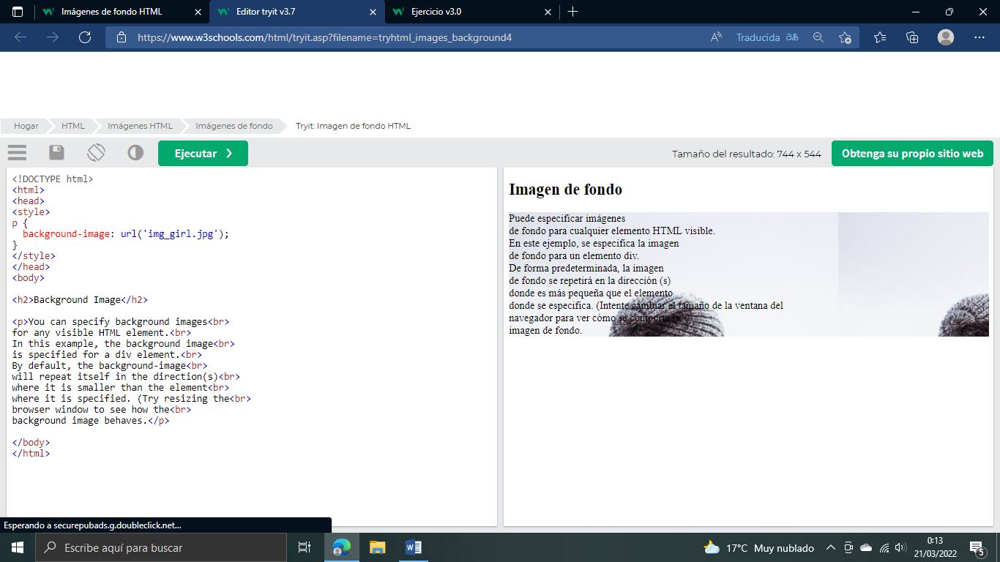 Imágenes de fondo HTML
Editor tryit v3.7
Ejercicio v3.0
https://www.w3schools.com/html/tryit.asp?filename=tryhtml_images_background4
Traducida
Hogar
HTML
Imágenes HTML
Imágenes de fondo
Tryit: Imagen de fondo HTML
Ejecutar ❯
Tamaño del resultado: 744 x 544
Obtenga su propio sitio web
<!DOCTYPE html>
<html>
<head>
<style>
p {
  background-image: url('img_girl.jpg');
}
</style>
</head>
<body>
<h2>Background Image</h2>
<p>You can specify background images<br>
for any visible HTML element.<br>
In this example, the background image<br>
is specified for a div element.<br>
By default, the background-image<br>
will repeat itself in the direction(s)<br>
where it is smaller than the element<br>
where it is specified. (Try resizing the<br>
browser window to see how the<br>
background image behaves.</p>
</body>
</html>
Imagen de fondo
Puede especificar imágenes
de fondo para cualquier elemento HTML visible.
En este ejemplo, se especifica la imagen
de fondo para un elemento div.
De forma predeterminada, la imagen
de fondo se repetirá en la dirección (s)
donde es más pequeña que el elemento
donde se especifica. (Intente cambiar el tamaño de la ventana del
navegador para ver cómo se comporta la
imagen de fondo.
Esperando a securepubads.g.doubleclick.net...
Escribe aquí para buscar
17°C Muy nublado
0:13
21/03/2022
5